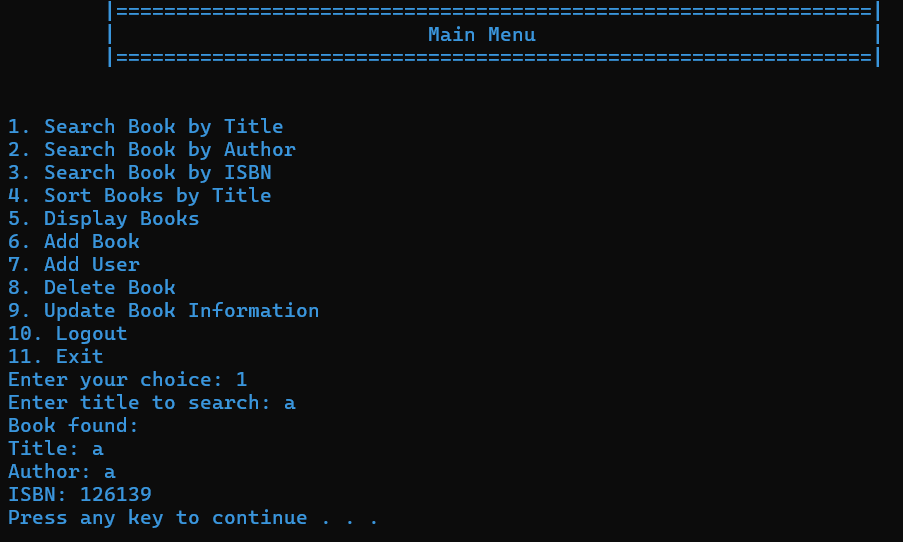 |===============================================================|
| Main Menu |
|===============================================================|
1. Search Book by Title
2. Search Book by Author
3. Search Book by ISBN
4. Sort Books by Title
5. Display Books
6. Add Book
7. Add User
8. Delete Book
9. Update Book Information
10. Logout
11. Exit
Enter your choice: 1
Enter title to search: a
Book found:
Title: a
Author: a
ISBN: 126139
Press any key to continue . . .